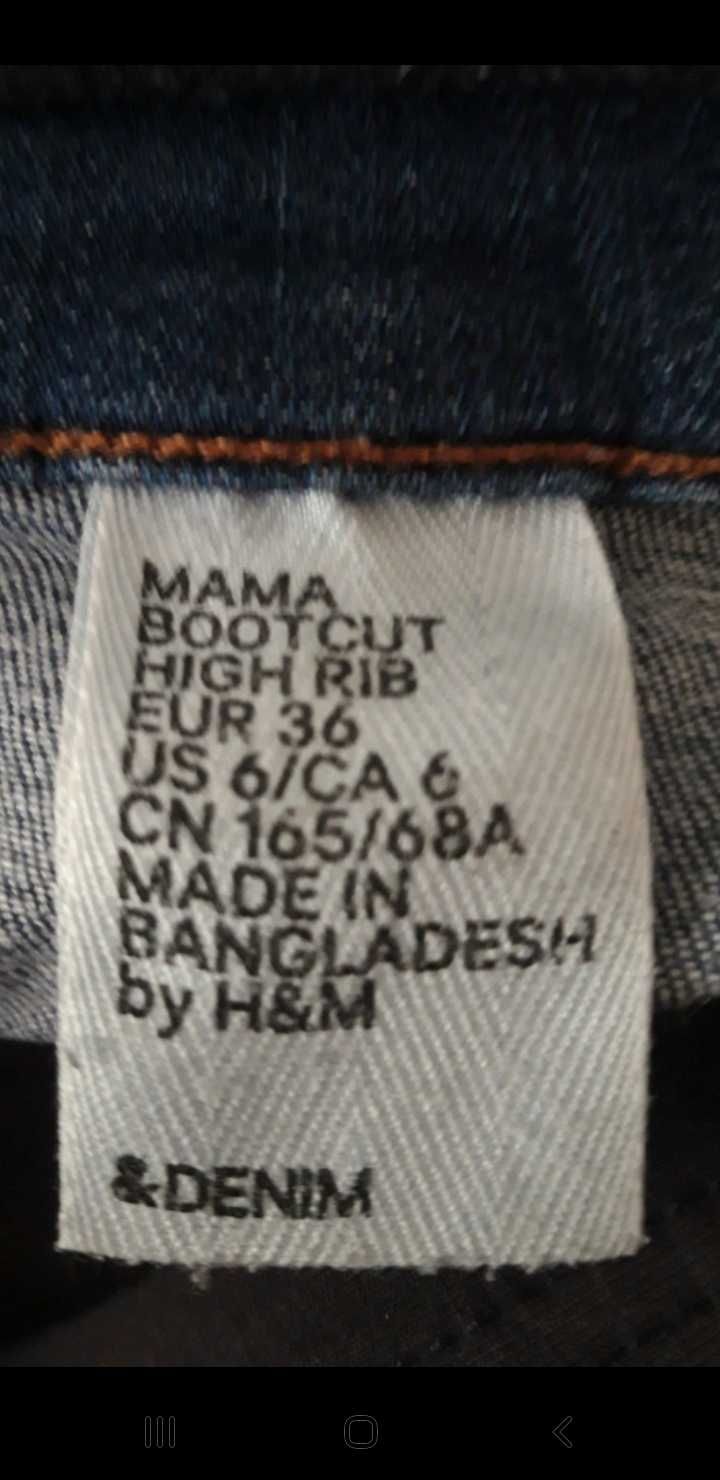 MAMA
BOOTCUT
HIGH RIB
EUR 36
US 6/CA 6
CN 165/68A
MADE IN
BANGLADESH
by H&M
&DENIM